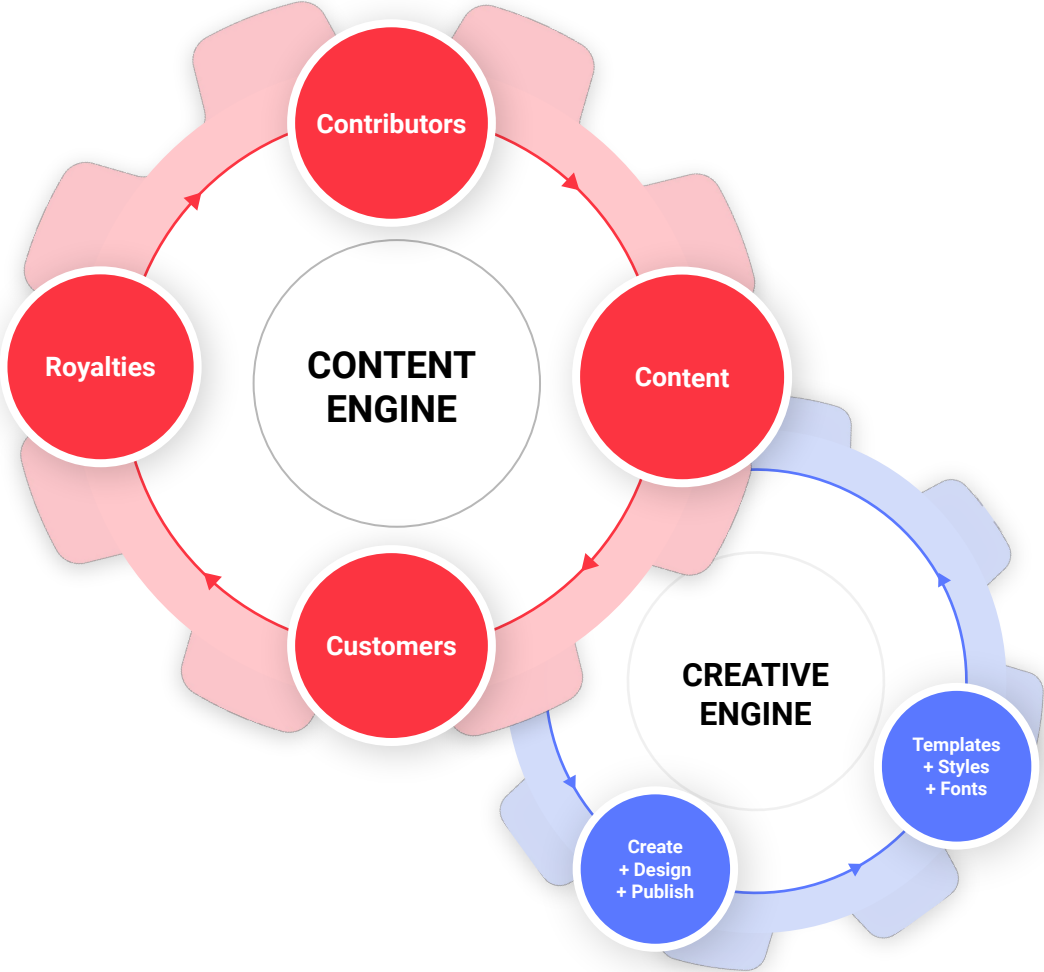 Contributors
Royalties
CONTENT
ENGINE
Content
Customers
CREATIVE
ENGINE
Templates
+ Styles
+ Fonts
Create
+ Design
+ Publish